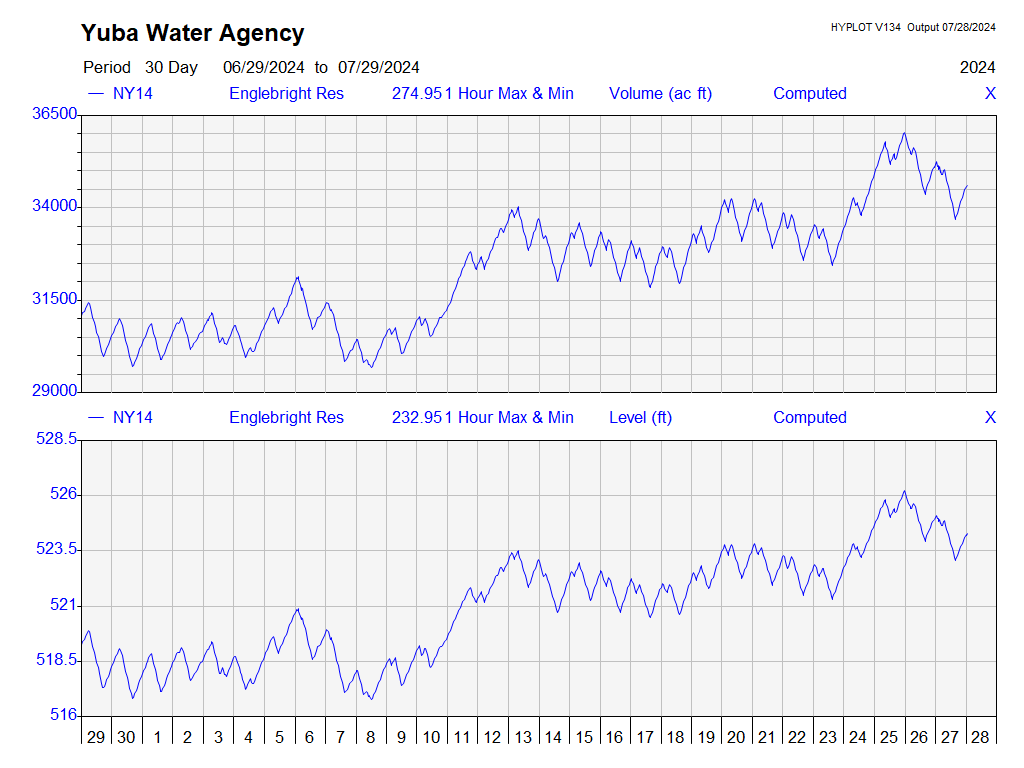 Yuba Water Agency
HYPLOT V134 Output 07/28/2024
Period 30 Day 06/29/2024 to 07/29/2024 2024
NY14 Englebright Res 274.951 Hour Max & Min Volume (ac ft) Computed X
36500
34000
31500
29000
NY14 Englebright Res 232.951 Hour Max & Min Level (ft) Computed X
528.5
526
523.5
521
518.5
516
29 30 1 2 3 4 5 6 7 8 9 10 11 12 13 14 15 16 17 18 19 20 21 22 23 24 25 26 27 28